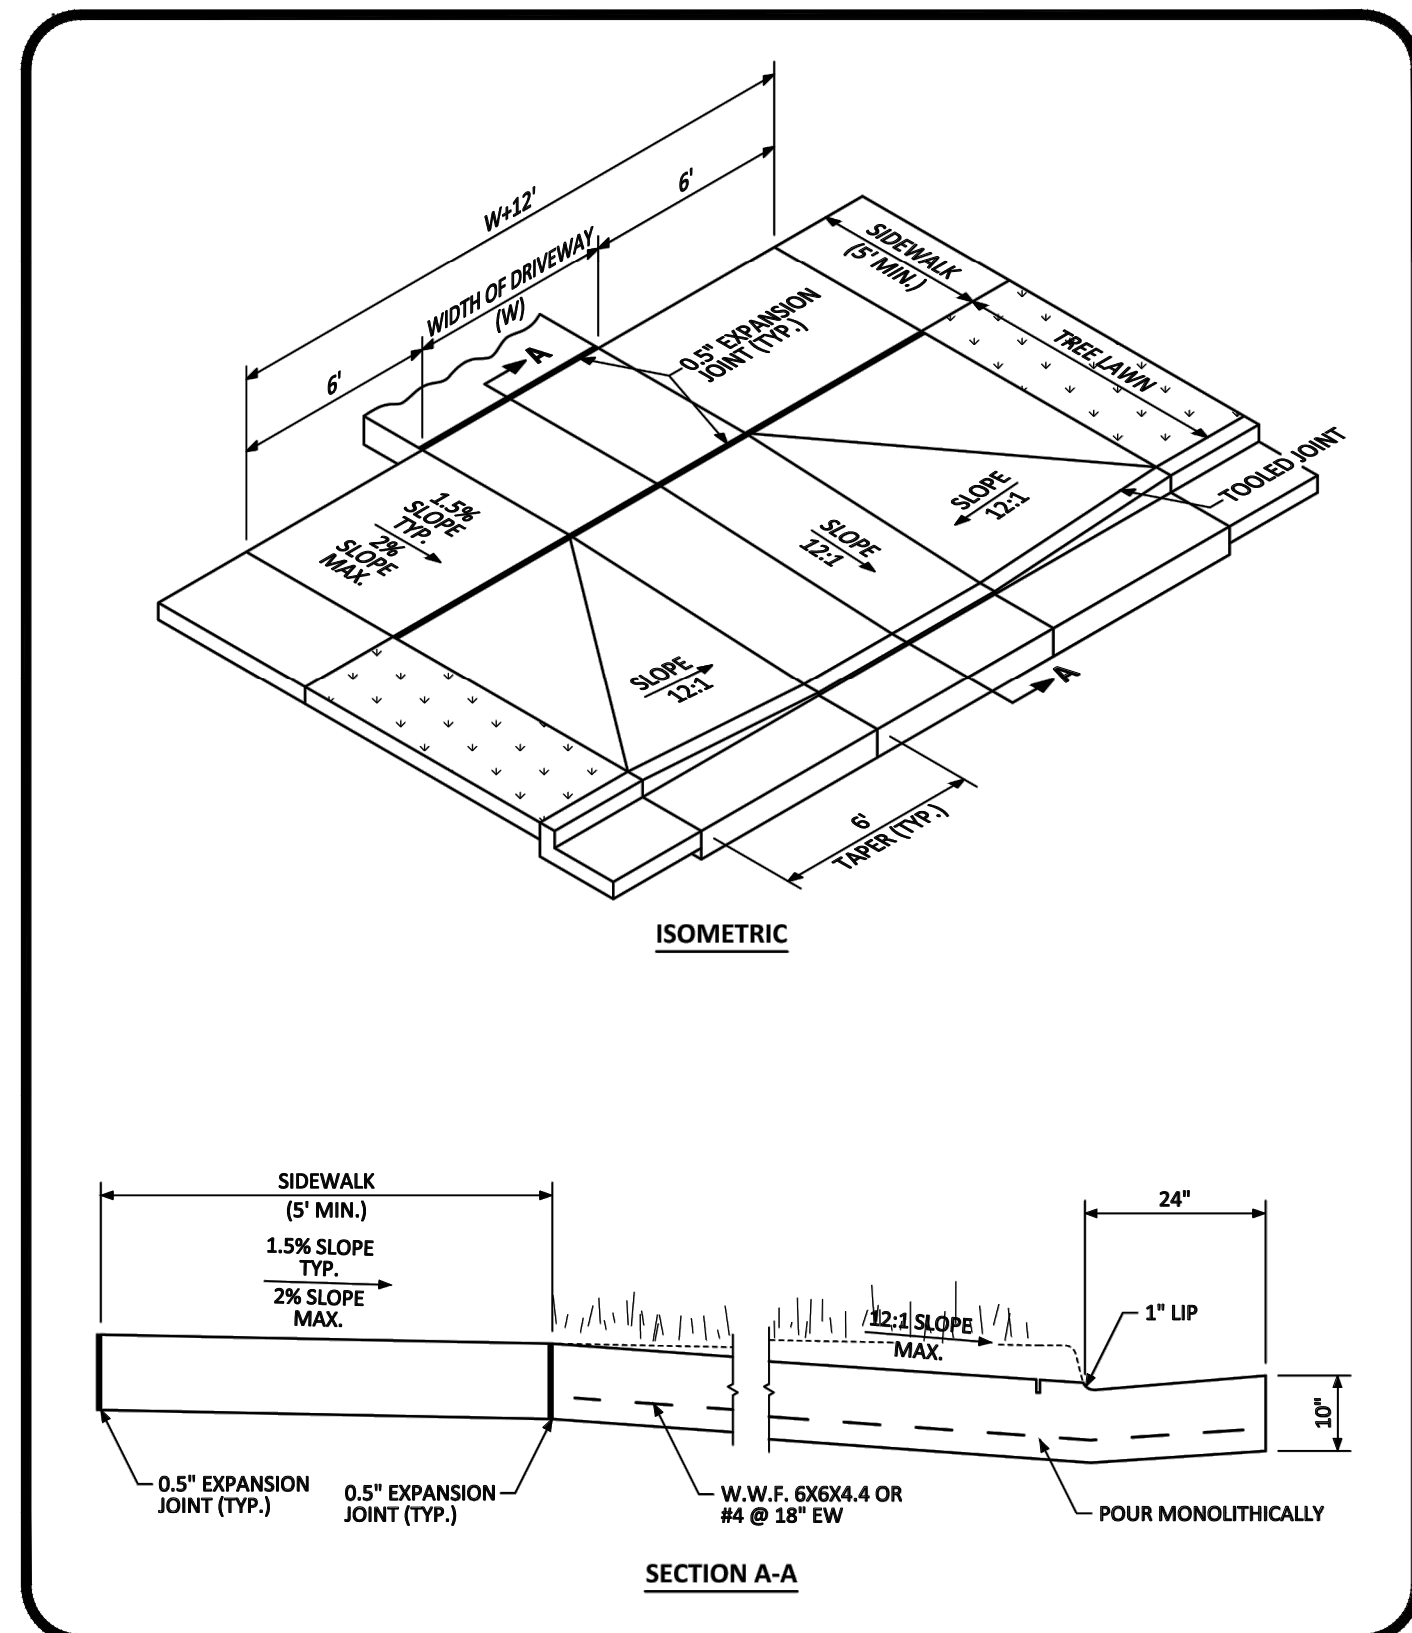 W+12'
6'
WIDTH OF DRIVEWAY
(W)
6'
A
0.5" EXPANSION
JOINT (TYP.)
SIDEWALK
(5' MIN.)
TREE LAWN
TOOLED JOINT
1.5%
SLOPE
TYP.
2%
SLOPE
MAX.
SLOPE
12:1
SLOPE
12:1
SLOPE
12:1
A
6'
TAPER (TYP.)
ISOMETRIC
SIDEWALK
(5' MIN.)
1.5% SLOPE
TYP.
2% SLOPE
MAX.
24"
12:1 SLOPE
MAX.
1" LIP
10"
0.5" EXPANSION
JOINT (TYP.)
0.5" EXPANSION
JOINT (TYP.)
W.W.F. 6X6X4.4 OR
#4 @ 18" EW
POUR MONOLITHICALLY
SECTION A-A